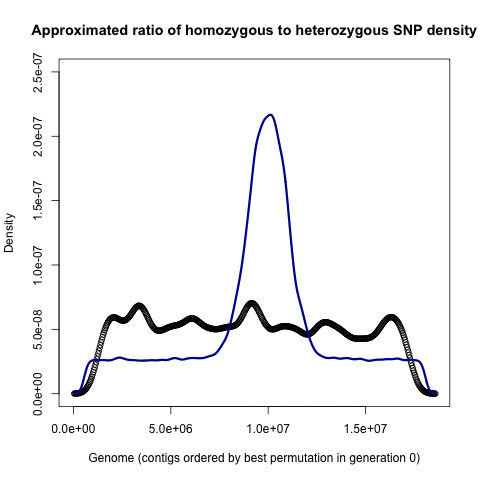 Approximated ratio of homozygous to heterozygous SNP density
2.5e-07
2.0e-07
1.5e-07
1.0e-07
5.0e-08
0.0e+00
Density
0.0e+00 5.0e+06 1.0e+07 1.5e+07
Genome (contigs ordered by best permutation in generation 0)